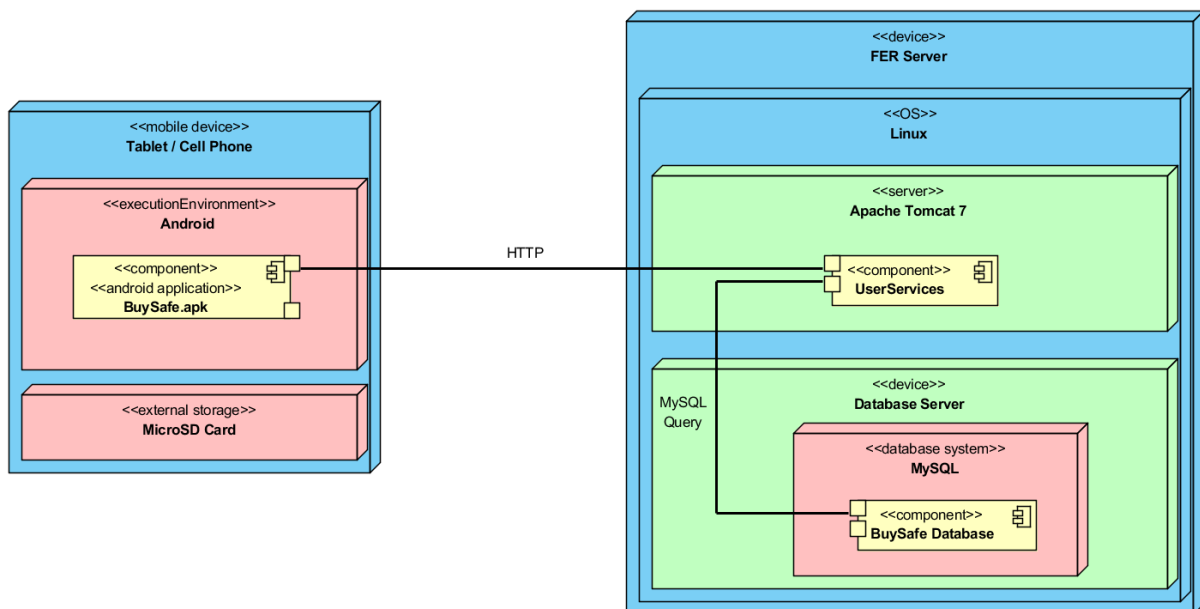 <<mobile device>>
Tablet / Cell Phone
<<executionEnvironment>>
Android
<<component>>
<<android application>>
BuySafe.apk
<<external storage>>
MicroSD Card
HTTP
<<device>>
FER Server
<<OS>>
Linux
<<server>>
Apache Tomcat 7
<<component>>
UserServices
MySQL
Query
<<device>>
Database Server
<<database system>>
MySQL
<<component>>
BuySafe Database